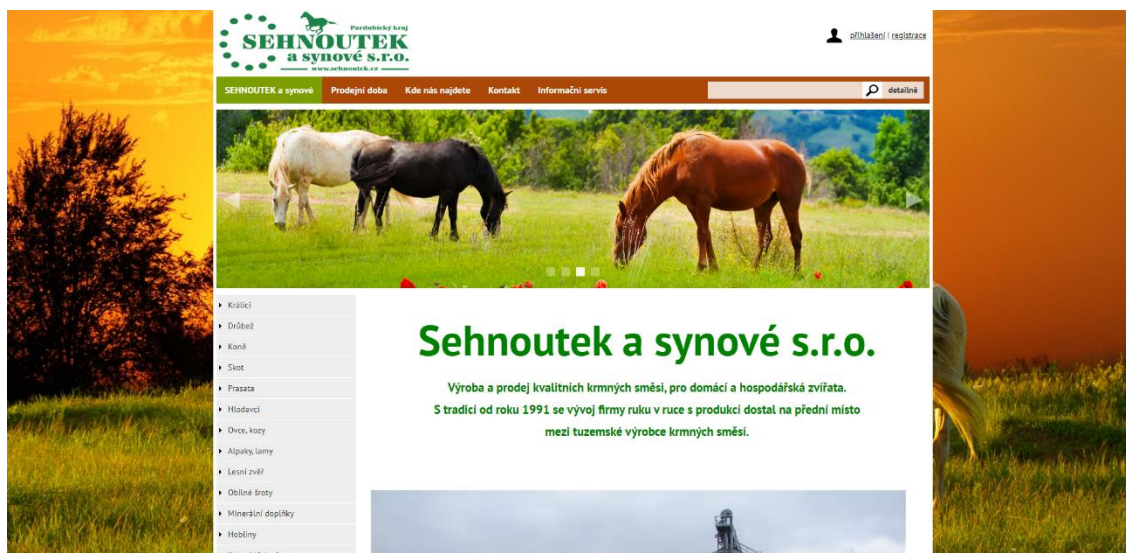 Pardubický kraj
SEHNOUTEK
a synové s.r.o.
www.sehnoutek.cz
přihlašení | registrace
SEHNOUTEK a synové
Prodejní doba
Kde nás najdete
Kontakt
Informační servis
detailně
Králíci
Drůbež
Koně
Skot
Prasata
Hlodavci
Ovce, kozy
Alpaky, lamy
Lesní zvěř
Obilné šroty
Minerální doplňky
Hobliny
Sehnoutek a synové s.r.o.
Výroba a prodej kvalitních krmných směsí, pro domácí a hospodářská zvířata.
S tradicí od roku 1991 se vývoj firmy ruku v ruce s produkcí dostal na přední místo
mezi tuzemské výrobce krmných směsí.